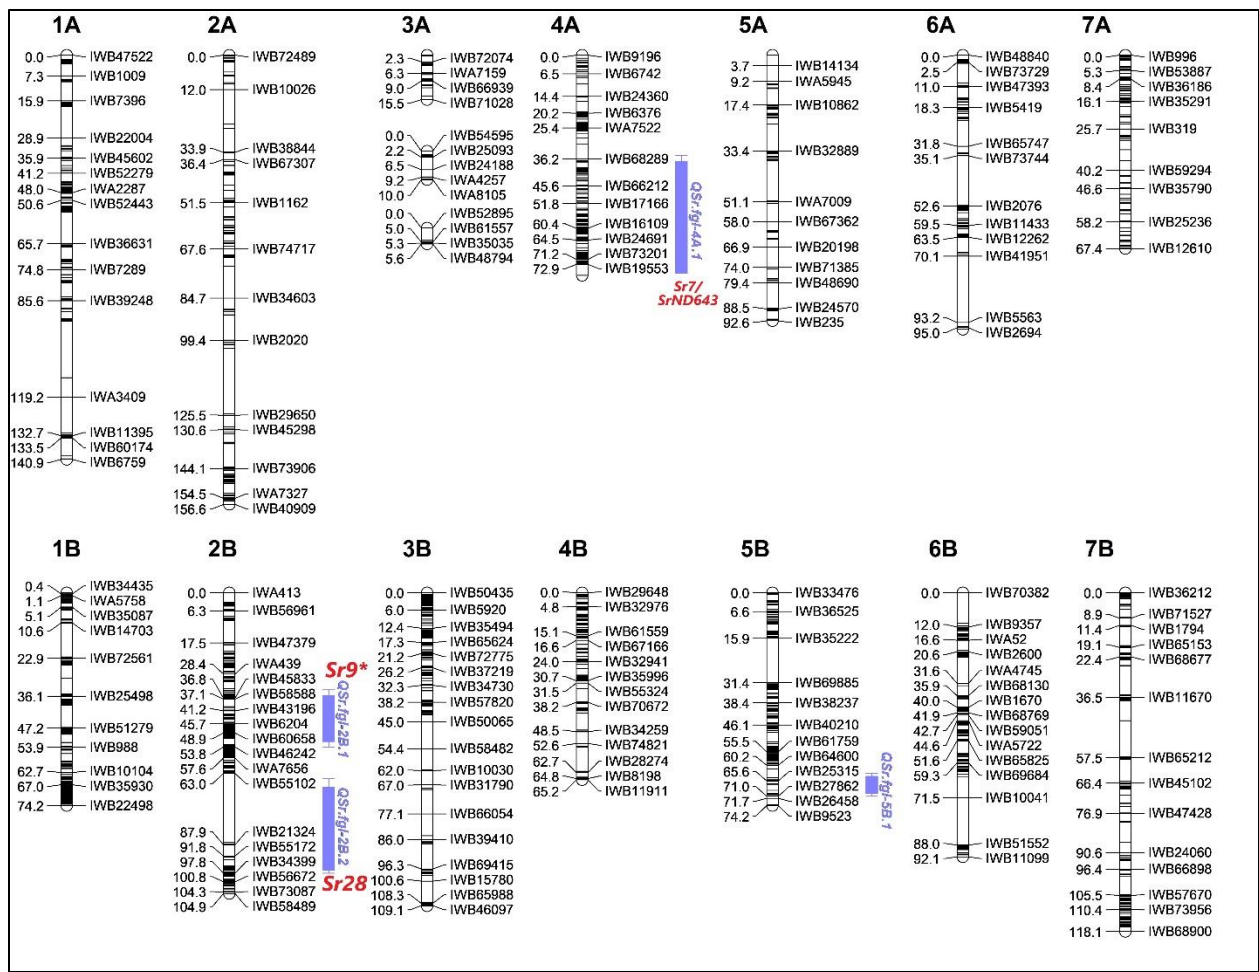 1A
0.0 IWB47522
7.3 IWB1009
15.9 IWB7396
28.9 IWB22004
35.9 IWB45602
41.2 IWB52279
48.0 IWA2287
50.6 IWB52443
65.7 IWB36631
74.8 IWB7289
85.6 IWB39248
119.2 IWA3409
132.7 IWB11395
133.5 IWB60174
140.9 IWB6759
2A
0.0 IWB72489
12.0 IWB10026
33.9 IWB38844
36.4 IWB67307
51.5 IWB1162
67.6 IWB74717
84.7 IWB34603
99.4 IWB2020
125.5 IWB29650
130.6 IWB45298
144.1 IWB73906
154.5 IWA7327
156.6 IWB40909
3A
2.3 IWB72074
6.3 IWA7159
9.0 IWB66939
15.5 IWB71028
0.0 IWB54595
2.2 IWB25093
6.5 IWB24188
9.2 IWA4257
10.0 IWA8105
0.0 IWB52895
5.0 IWB61557
5.3 IWB35035
5.6 IWB48794
4A
0.0 IWB9196
6.5 IWB6742
14.4 IWB24360
20.2 IWB6376
25.4 IWA7522
36.2 IWB68289
45.6 IWB66212
51.8 IWB17166
60.4 IWB16109
64.5 IWB24691
71.2 IWB73201
72.9 IWB19553
QSr.fgl-4A.1
Sr7/
SrND643
5A
3.7 IWB14134
9.2 IWA5945
17.4 IWB10862
33.4 IWB32889
51.1 IWA7009
58.0 IWB67362
66.9 IWB20198
74.0 IWB71385
79.4 IWB48690
88.5 IWB24570
92.6 IWB235
6A
0.0 IWB48840
2.5 IWB73729
11.0 IWB47393
18.3 IWB5419
31.8 IWB65747
35.1 IWB73744
52.6 IWB2076
59.5 IWB11433
63.5 IWB12262
70.1 IWB41951
93.2 IWB5563
95.0 IWB2694
7A
0.0 IWB996
5.3 IWB53887
8.4 IWB36186
16.1 IWB35291
25.7 IWB319
40.2 IWB59294
46.6 IWB35790
58.2 IWB25236
67.4 IWB12610
1B
0.4 IWB34435
1.1 IWA5758
5.1 IWB35087
10.6 IWB14703
22.9 IWB72561
36.1 IWB25498
47.2 IWB51279
53.9 IWB988
62.7 IWB10104
67.0 IWB35930
74.2 IWB22498
2B
0.0 IWA413
6.3 IWB56961
17.5 IWB47379
28.4 IWA439
36.8 IWB45833
37.1 IWB58588
41.2 IWB43196
45.7 IWB6204
48.9 IWB60658
53.8 IWB46242
57.6 IWA7656
63.0 IWB55102
87.9 IWB21324
91.8 IWB55172
97.8 IWB34399
100.8 IWB56672
104.3 IWB73087
104.9 IWB58489
Sr9*
QSr.fgl-2B.1
QSr.fgl-2B.2
Sr28
3B
0.0 IWB50435
6.0 IWB5920
12.4 IWB35494
17.3 IWB65624
21.2 IWB72775
26.2 IWB37219
32.3 IWB34730
38.2 IWB57820
45.0 IWB50065
54.4 IWB58482
62.0 IWB10030
67.0 IWB31790
77.1 IWB66054
86.0 IWB39410
96.3 IWB69415
100.6 IWB15780
108.3 IWB65988
109.1 IWB46097
4B
0.0 IWB29648
4.8 IWB32976
15.1 IWB61559
16.6 IWB67166
24.0 IWB32941
30.7 IWB35996
31.5 IWB55324
38.2 IWB70672
48.5 IWB34259
52.6 IWB74821
62.7 IWB28274
64.8 IWB8198
65.2 IWB11911
5B
0.0 IWB33476
6.6 IWB36525
15.9 IWB35222
31.4 IWB69885
38.4 IWB38237
46.1 IWB40210
55.5 IWB61759
60.2 IWB64600
65.6 IWB25315
71.0 IWB27862
71.7 IWB26458
74.2 IWB9523
QSr.fgl-5B.1
6B
0.0 IWB70382
12.0 IWB9357
16.6 IWA52
20.6 IWB2600
31.6 IWA4745
35.9 IWB68130
40.0 IWB1670
41.9 IWB68769
42.7 IWB59051
44.6 IWA5722
51.6 IWB65825
59.3 IWB69684
71.5 IWB10041
88.0 IWB51552
92.1 IWB11099
7B
0.0 IWB36212
8.9 IWB71527
11.4 IWB1794
19.1 IWB65153
22.4 IWB68677
36.5 IWB11670
57.5 IWB65212
66.4 IWB45102
76.9 IWB47428
90.6 IWB24060
96.4 IWB66898
105.5 IWB57670
110.4 IWB73956
118.1 IWB68900